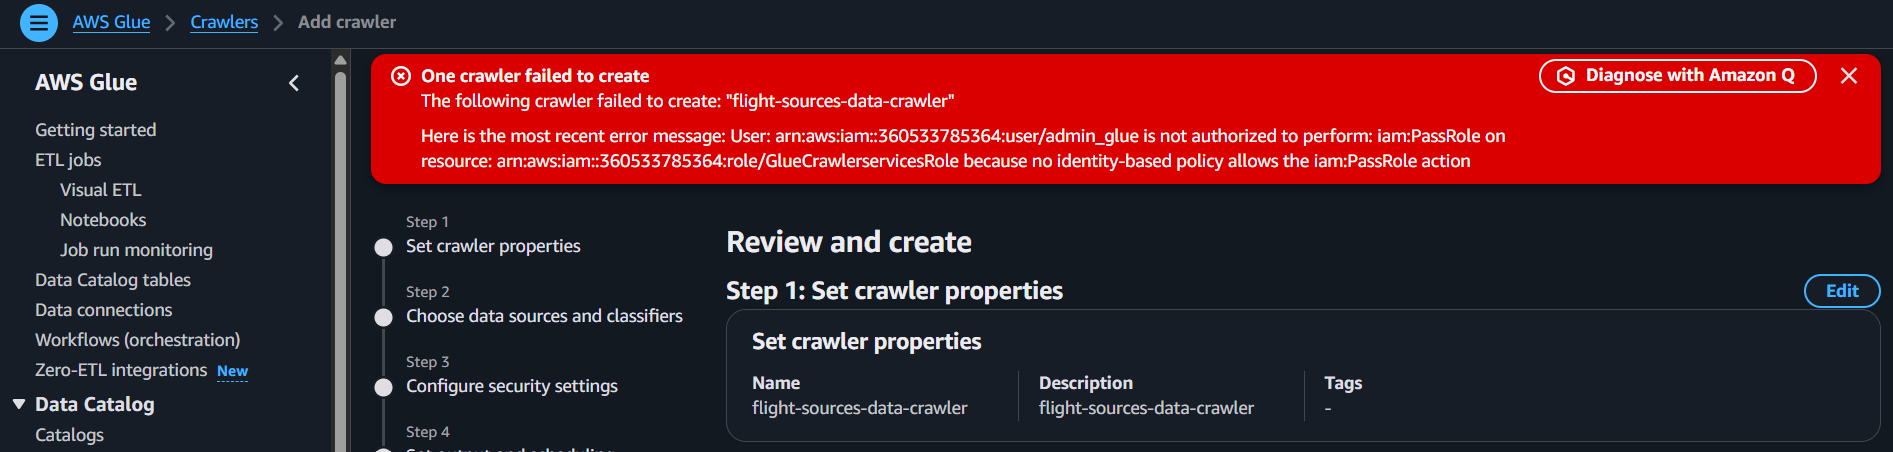 AWS Glue > Crawlers > Add crawler
AWS Glue
Getting started
ETL jobs
Visual ETL
Notebooks
Job run monitoring
Data Catalog tables
Data connections
Workflows (orchestration)
Zero-ETL integrations New
Data Catalog
Catalogs
One crawler failed to create
Diagnose with Amazon Q
The following crawler failed to create: "flight-sources-data-crawler"
Here is the most recent error message: User: arn:aws:iam::360533785364:user/admin_glue is not authorized to perform: iam:PassRole on
resource: arn:aws:iam::360533785364:role/GlueCrawlerservicesRole because no identity-based policy allows the iam:PassRole action
Step 1
Set crawler properties
Step 2
Choose data sources and classifiers
Step 3
Configure security settings
Step 4
Review and create
Step 1: Set crawler properties
Edit
Set crawler properties
Name
flight-sources-data-crawler
Description
flight-sources-data-crawler
Tags
-